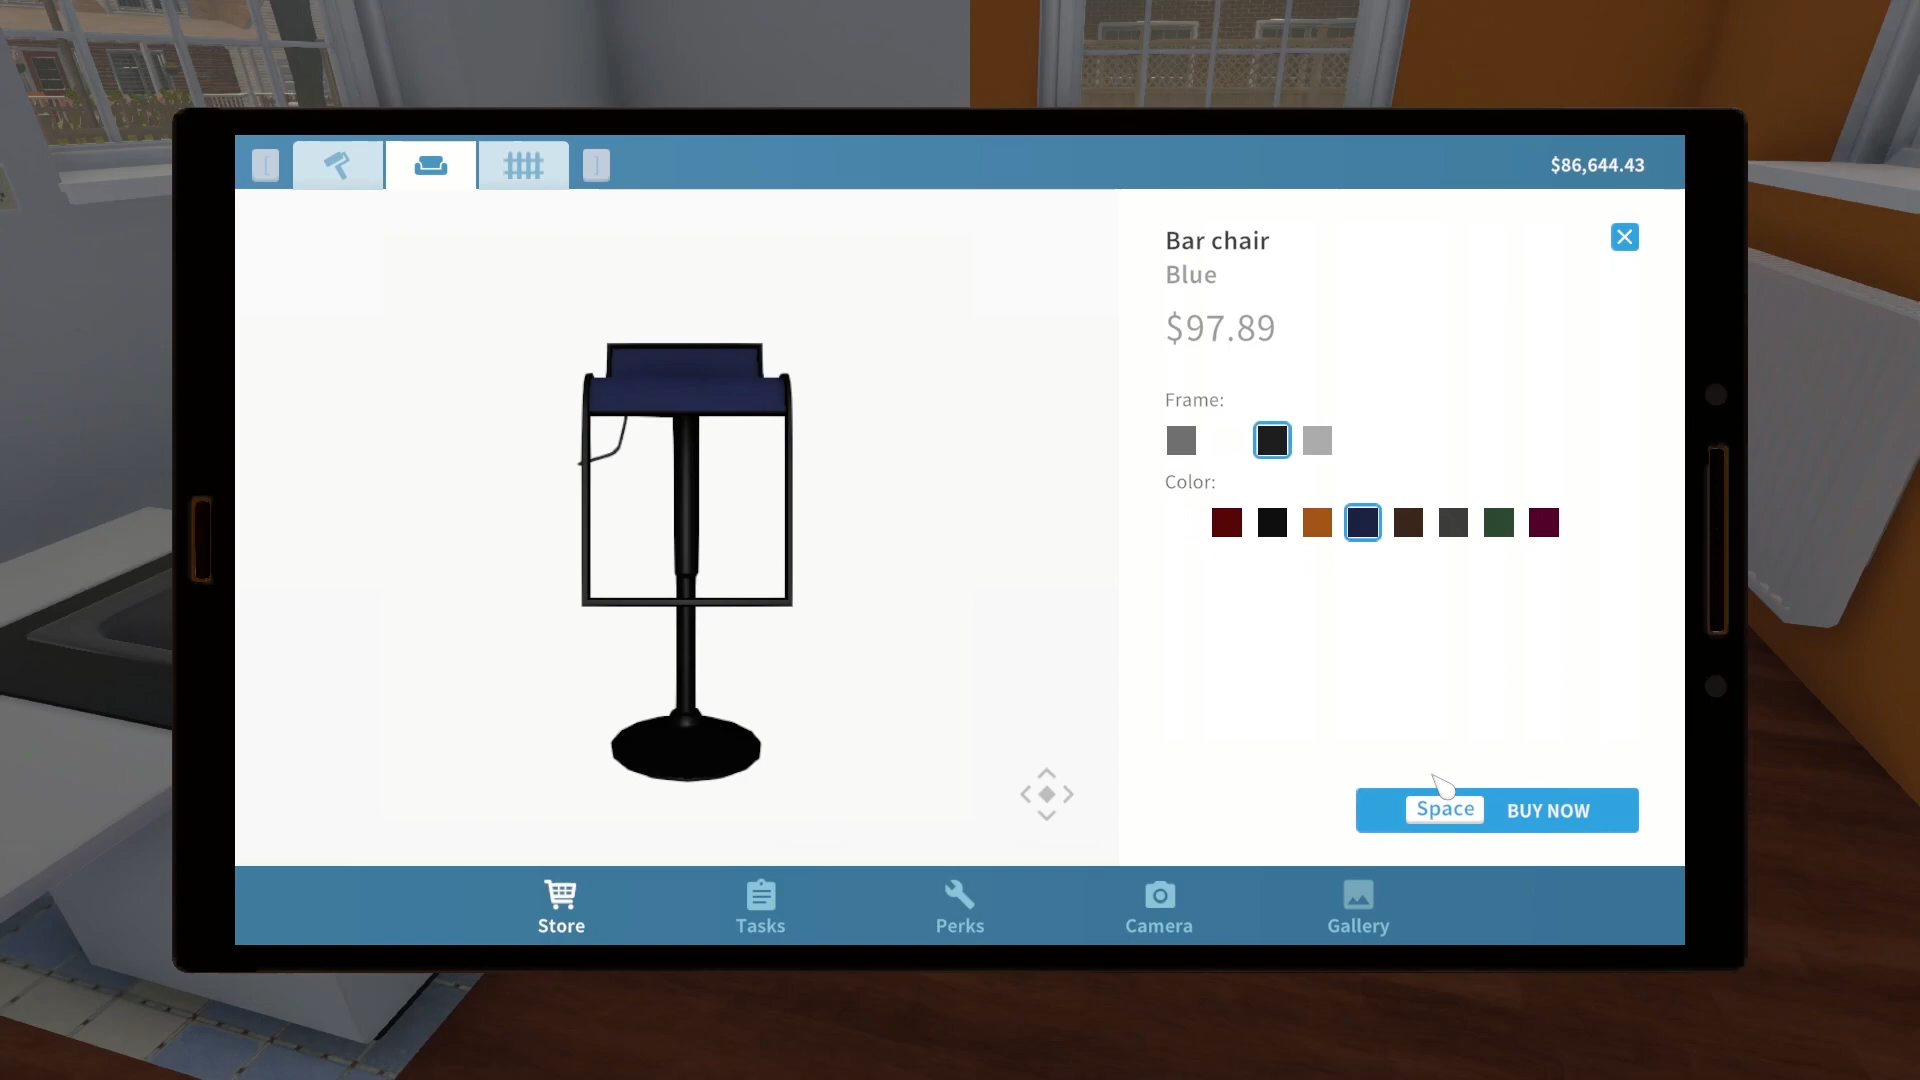 [
]
$86,644.43
Bar chair
Blue
$97.89
Frame:
Color:
Space BUY NOW
Store Tasks Perks Camera Gallery